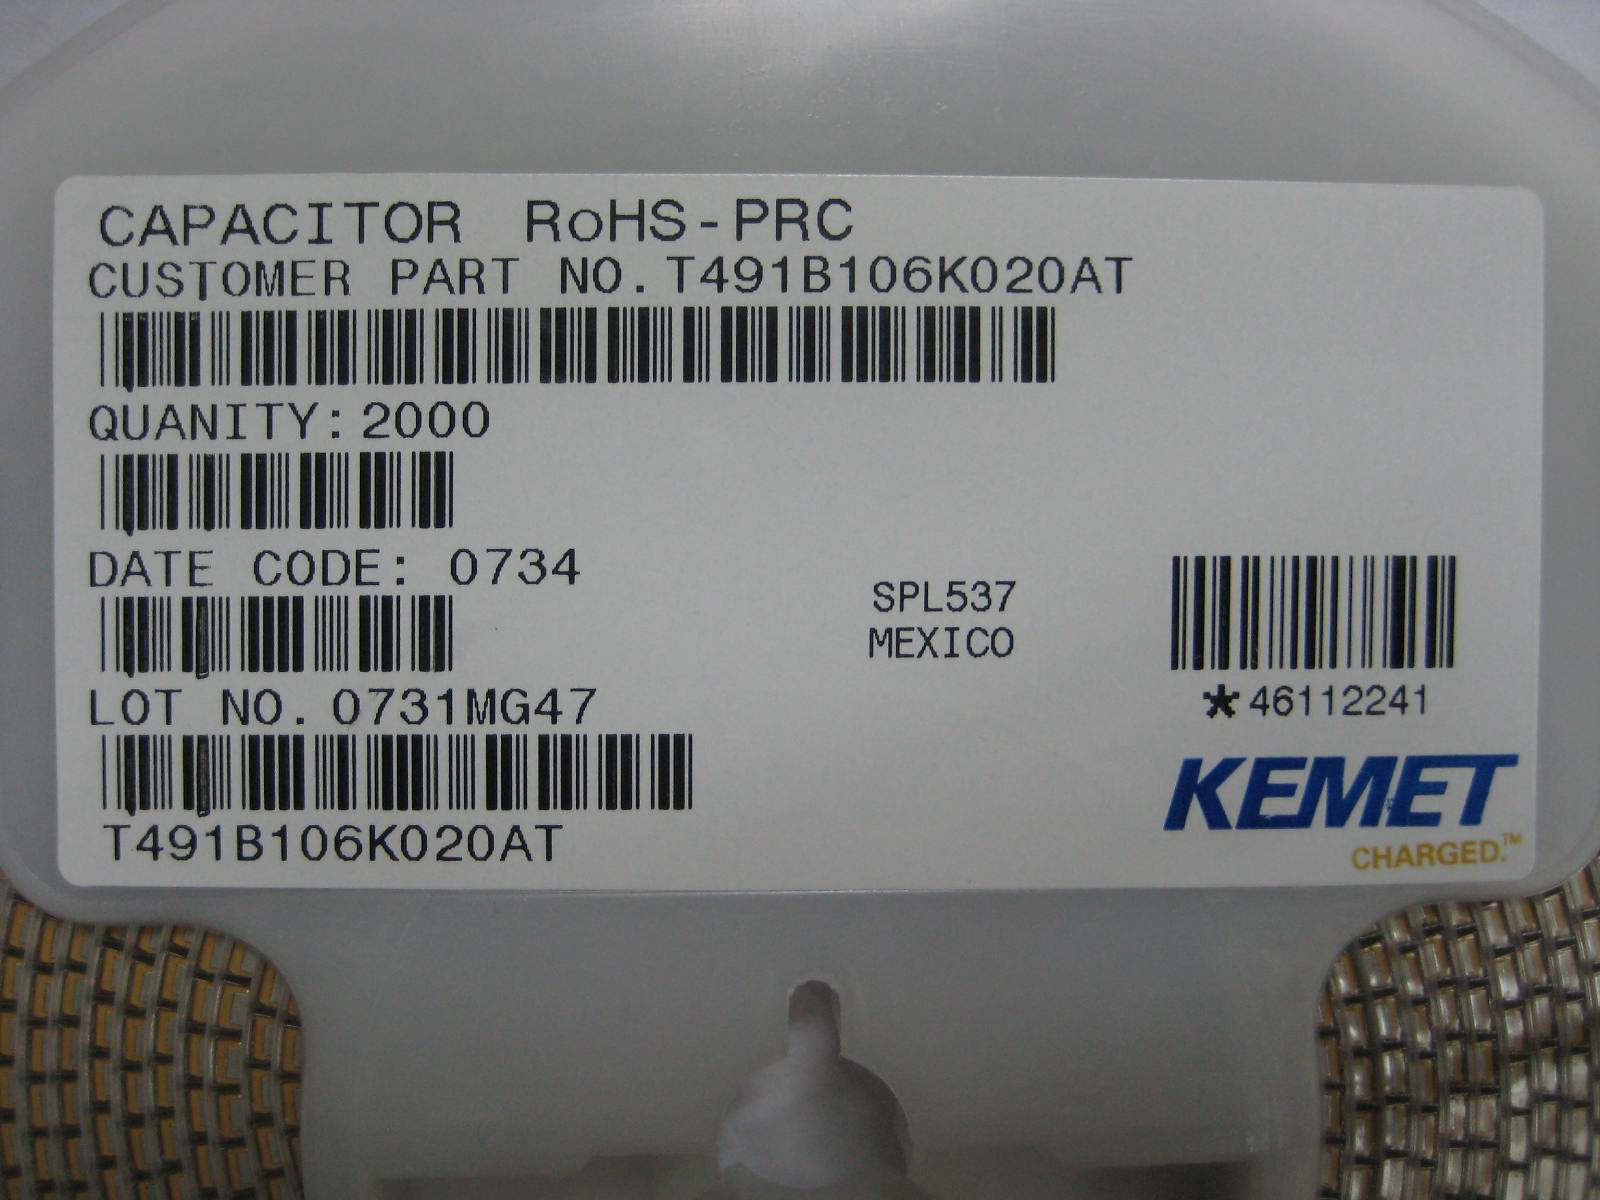 CAPACITOR RoHS-PRC
CUSTOMER PART NO. T491B106K020AT
QUANITY: 2000
DATE CODE: 0734
SPL537
MEXICO
LOT NO. 0731MG47
*46112241
T491B106K020AT
KEMET
CHARGED.™